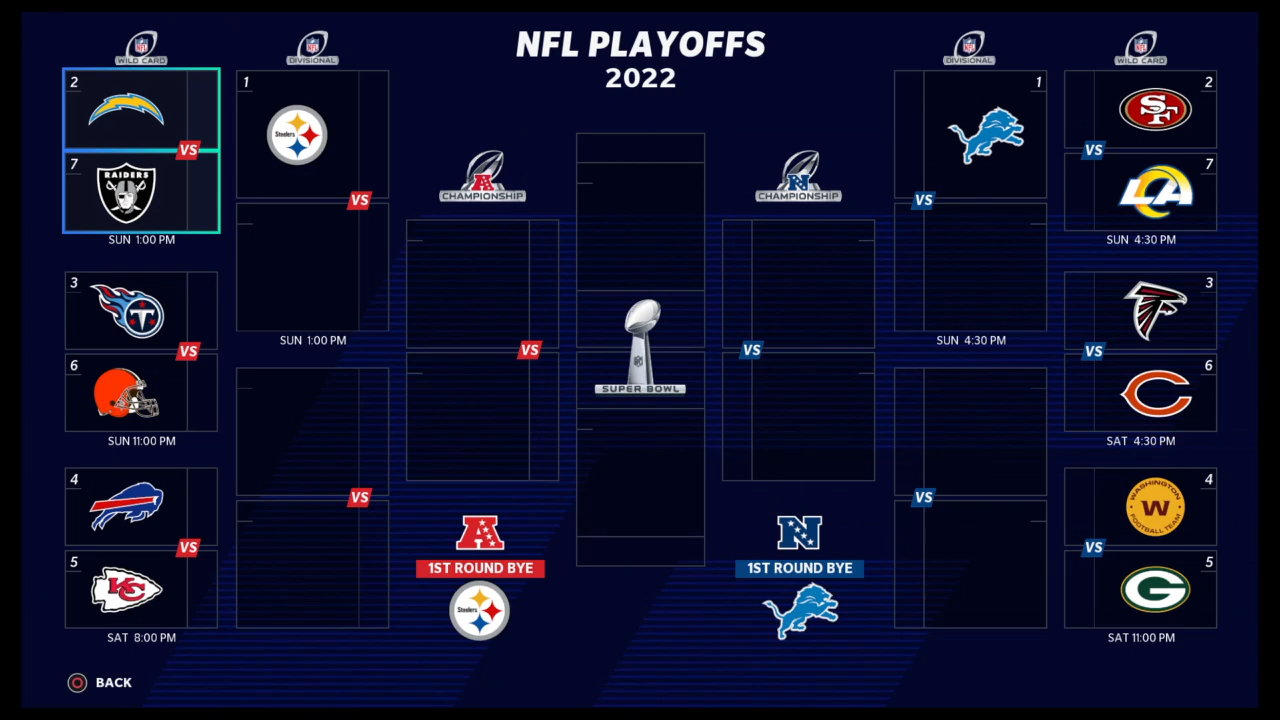 NFL PLAYOFFS
2022
WILD CARD
2
VS
7
RAIDERS
SUN 1:00 PM
3
T
VS
6
SUN 11:00 PM
4
VS
5
KC
SAT 8:00 PM
DIVISIONAL
1
Steelers
VS
SUN 1:00 PM
VS
A
CHAMPIONSHIP
VS
A
1ST ROUND BYE
Steelers
SUPER BOWL
N
CHAMPIONSHIP
VS
N
1ST ROUND BYE
DIVISIONAL
1
VS
SUN 4:30 PM
VS
WILD CARD
2
SF
VS
7
LA
SUN 4:30 PM
3
VS
6
C
SAT 4:30 PM
4
WASHINGTON
W
FOOTBALL TEAM
VS
5
G
SAT 11:00 PM
BACK